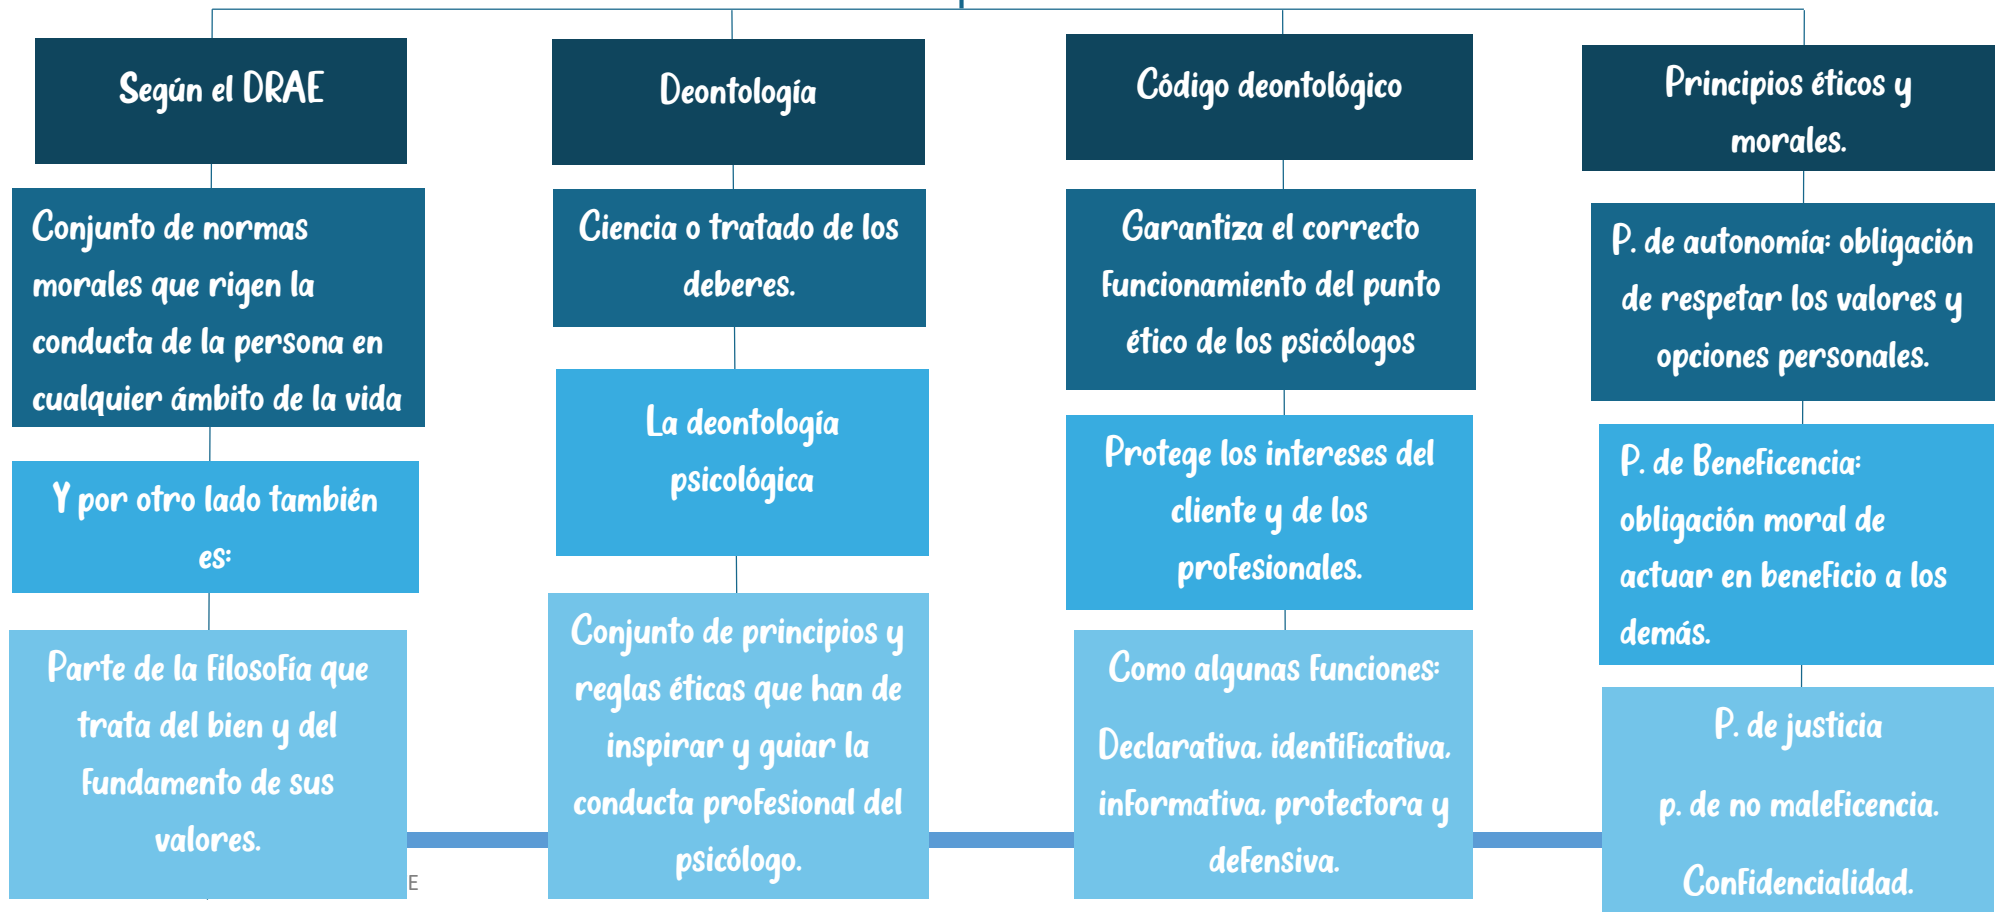 Según el DRAE
Conjunto de normas
morales que rigen la
conducta de la persona en
cualquier ámbito de la vida
Y por otro lado también
es:
Parte de la filosofía que
trata del bien y del
fundamento de sus
valores.
E
Deontología
Ciencia o tratado de los
deberes.
La deontología
psicológica
Conjunto de principios y
reglas éticas que han de
inspirar y guiar la
conducta profesional del
psicólogo.
Código deontológico
Garantiza el correcto
funcionamiento del punto
ético de los psicólogos
Protege los intereses del
cliente y de los
profesionales.
Como algunas funciones:
Declarativa, identificativa,
informativa, protectora y
defensiva.
Principios éticos y
morales.
P. de autonomía: obligación
de respetar los valores y
opciones personales.
P. de Beneficencia:
obligación moral de
actuar en beneficio a los
demás.
P. de justicia
p. de no maleficencia.
Confidencialidad.